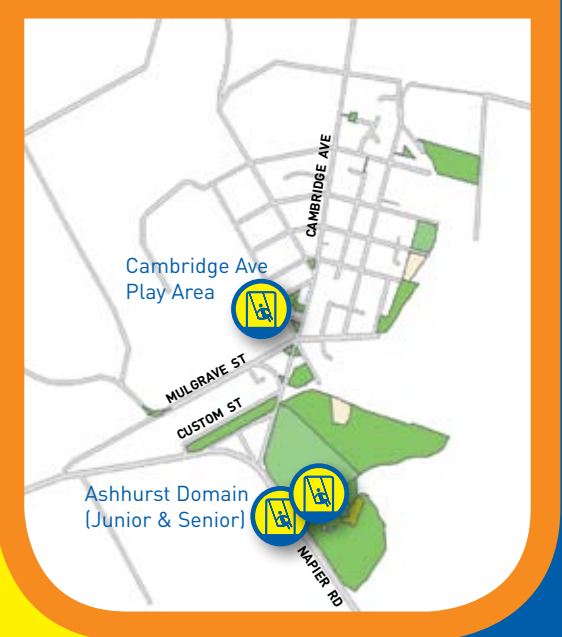 CAMBRIDGE AVE
Cambridge Ave
Play Area
MULGRAVE ST
CUSTOM ST
Ashhurst Domain
(Junior & Senior)
NAPIER RD